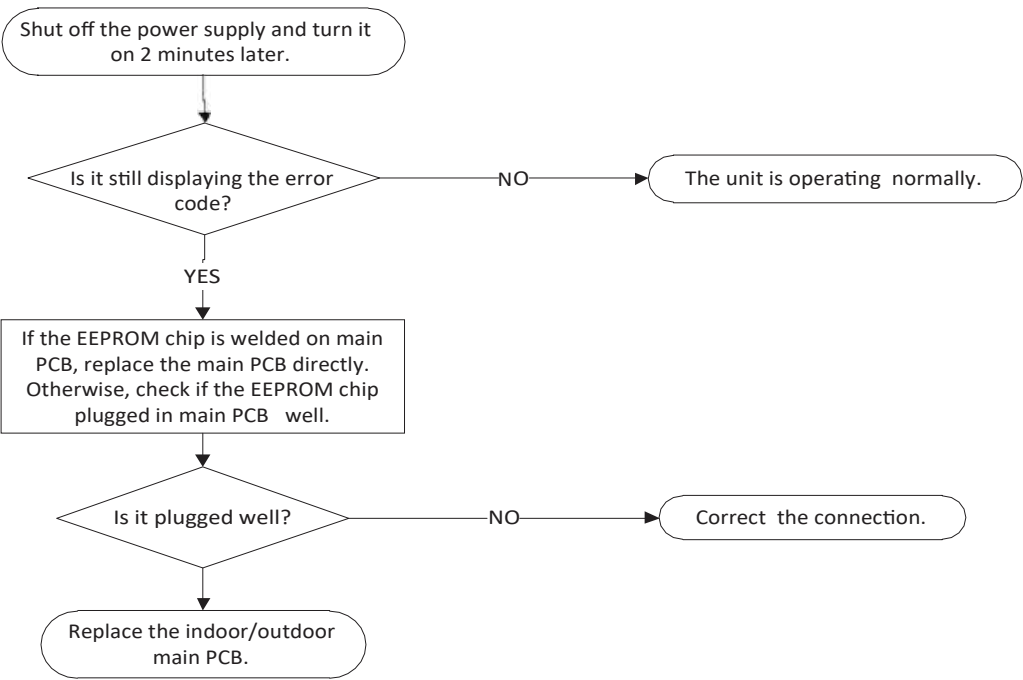 Shut off the power supply and turn it
on 2 minutes later.
Is it still displaying the error
code?
NO
The unit is operating normally.
YES
If the EEPROM chip is welded on main
PCB, replace the main PCB directly.
Otherwise, check if the EEPROM chip
plugged in main PCB well.
Is it plugged well?
NO
Correct the connection.
Replace the indoor/outdoor
main PCB.